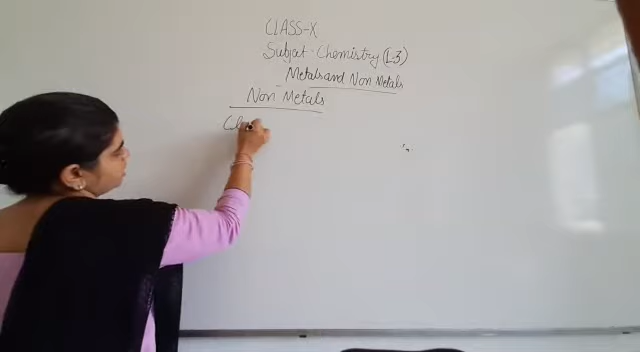 CLASS-X
Subject - Chemistry (L-3)
Metals and Non Metals
Non Metals